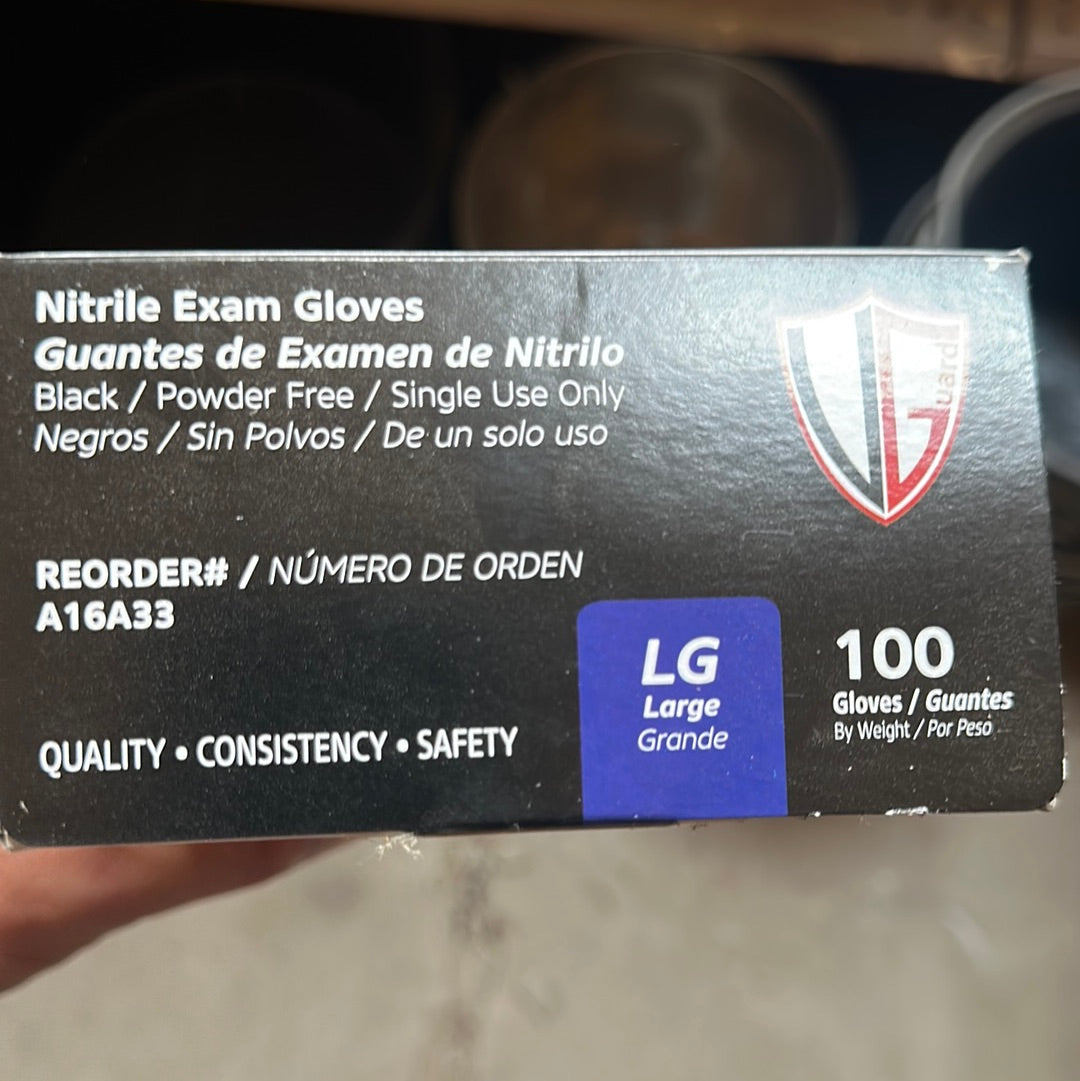 Nitrile Exam Gloves
Guantes de Examen de Nitrilo
Black / Powder Free / Single Use Only
Negros / Sin Polvos / De un solo uso
REORDER# / NÚMERO DE ORDEN
A16A33
QUALITY • CONSISTENCY • SAFETY
LG
Large
Grande
100
Gloves / Guantes
By Weight / Por Peso
Guard